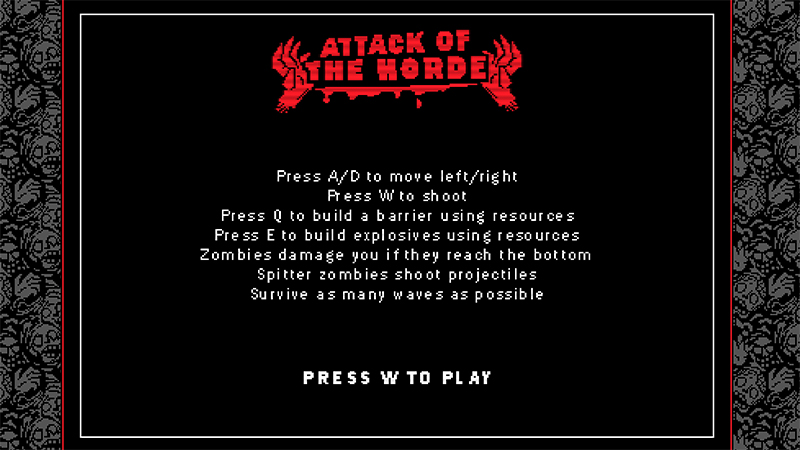 ATTACK OF
THE HORDE
Press A/D to move left/right
Press W to shoot
Press Q to build a barrier using resources
Press E to build explosives using resources
Zombies damage you if they reach the bottom
Spitter zombies shoot projectiles
Survive as many waves as possible
PRESS W TO PLAY